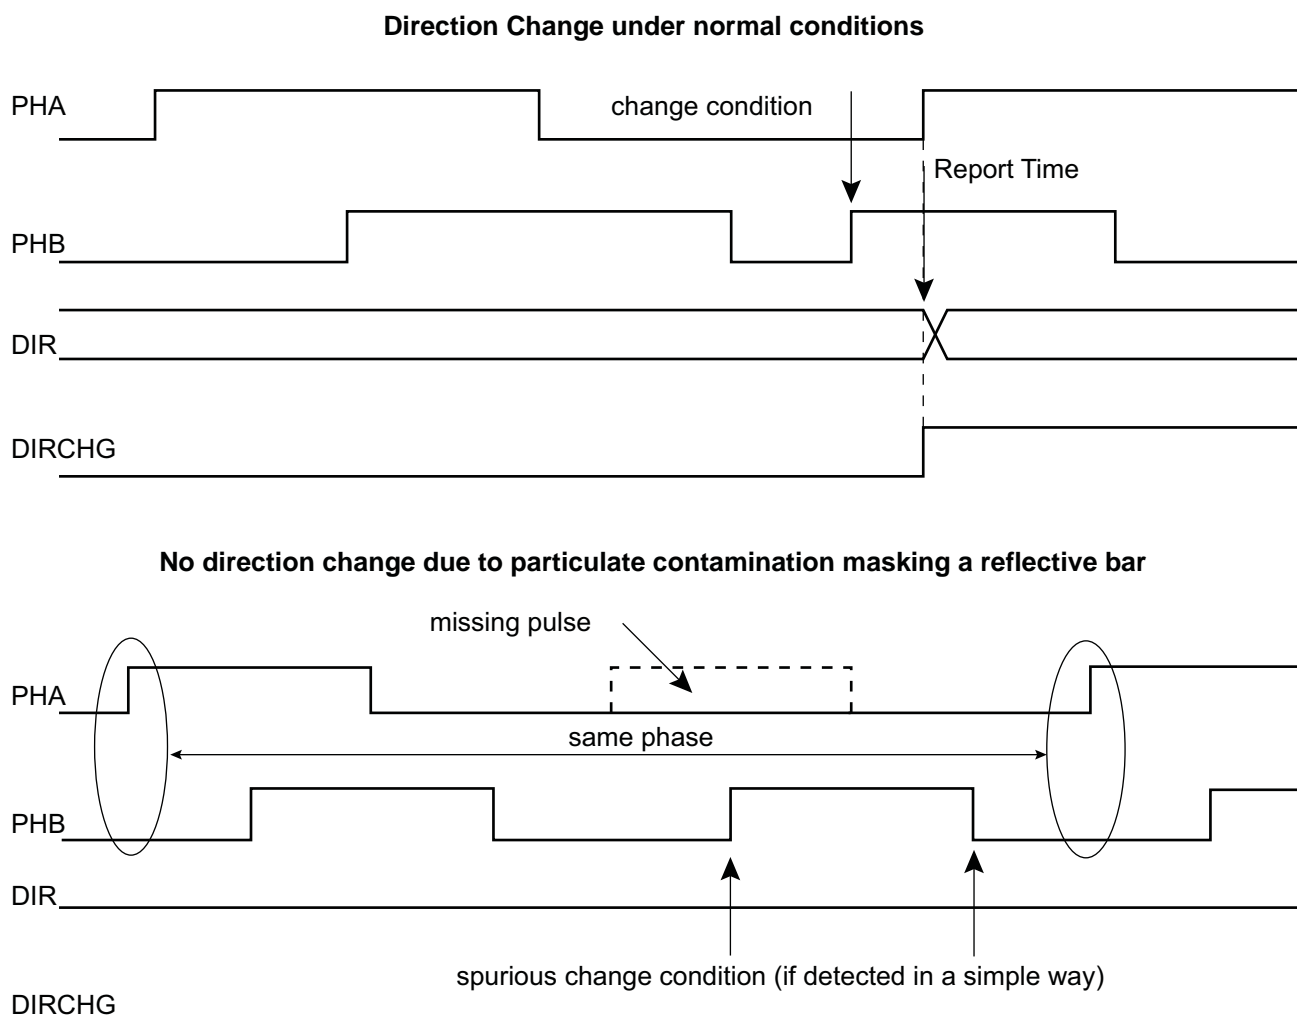 Direction Change under normal conditions
PHA
change condition
Report Time
PHB
DIR
DIRCHG
No direction change due to particulate contamination masking a reflective bar
missing pulse
PHA
same phase
PHB
DIR
spurious change condition (if detected in a simple way)
DIRCHG